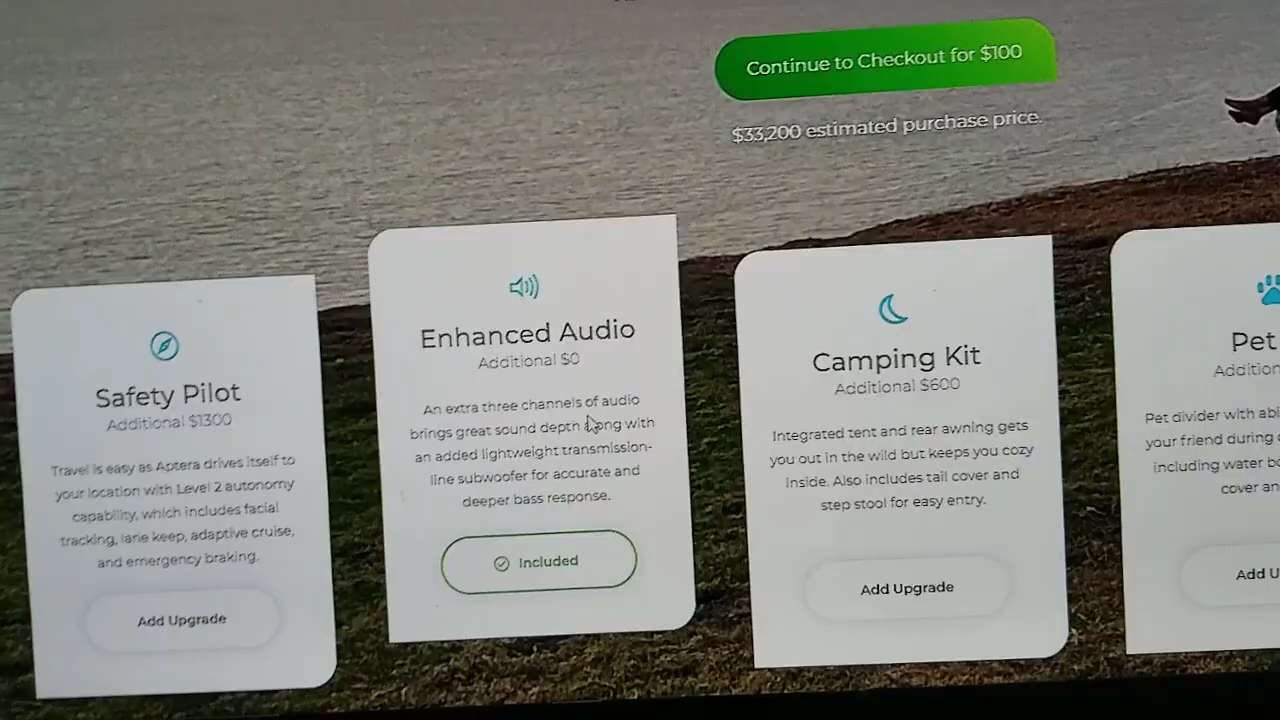 Continue to Checkout for $100
$33,200 estimated purchase price.
Safety Pilot
Additional $1300
Travel is easy as Aptera drives itself to
your location with Level 2 autonomy
capability, which includes facial
tracking, lane keep, adaptive cruise,
and emergency braking.
Add Upgrade
Enhanced Audio
Additional $0
An extra three channels of audio
brings great sound depth along with
an added lightweight transmission-
line subwoofer for accurate and
deeper bass response.
Included
Camping Kit
Additional $600
Integrated tent and rear awning gets
you out in the wild but keeps you cozy
inside. Also includes tail cover and
step stool for easy entry.
Add Upgrade
Pet
Addition
Pet divider with abi
your friend during
including water bo
cover an
Add U